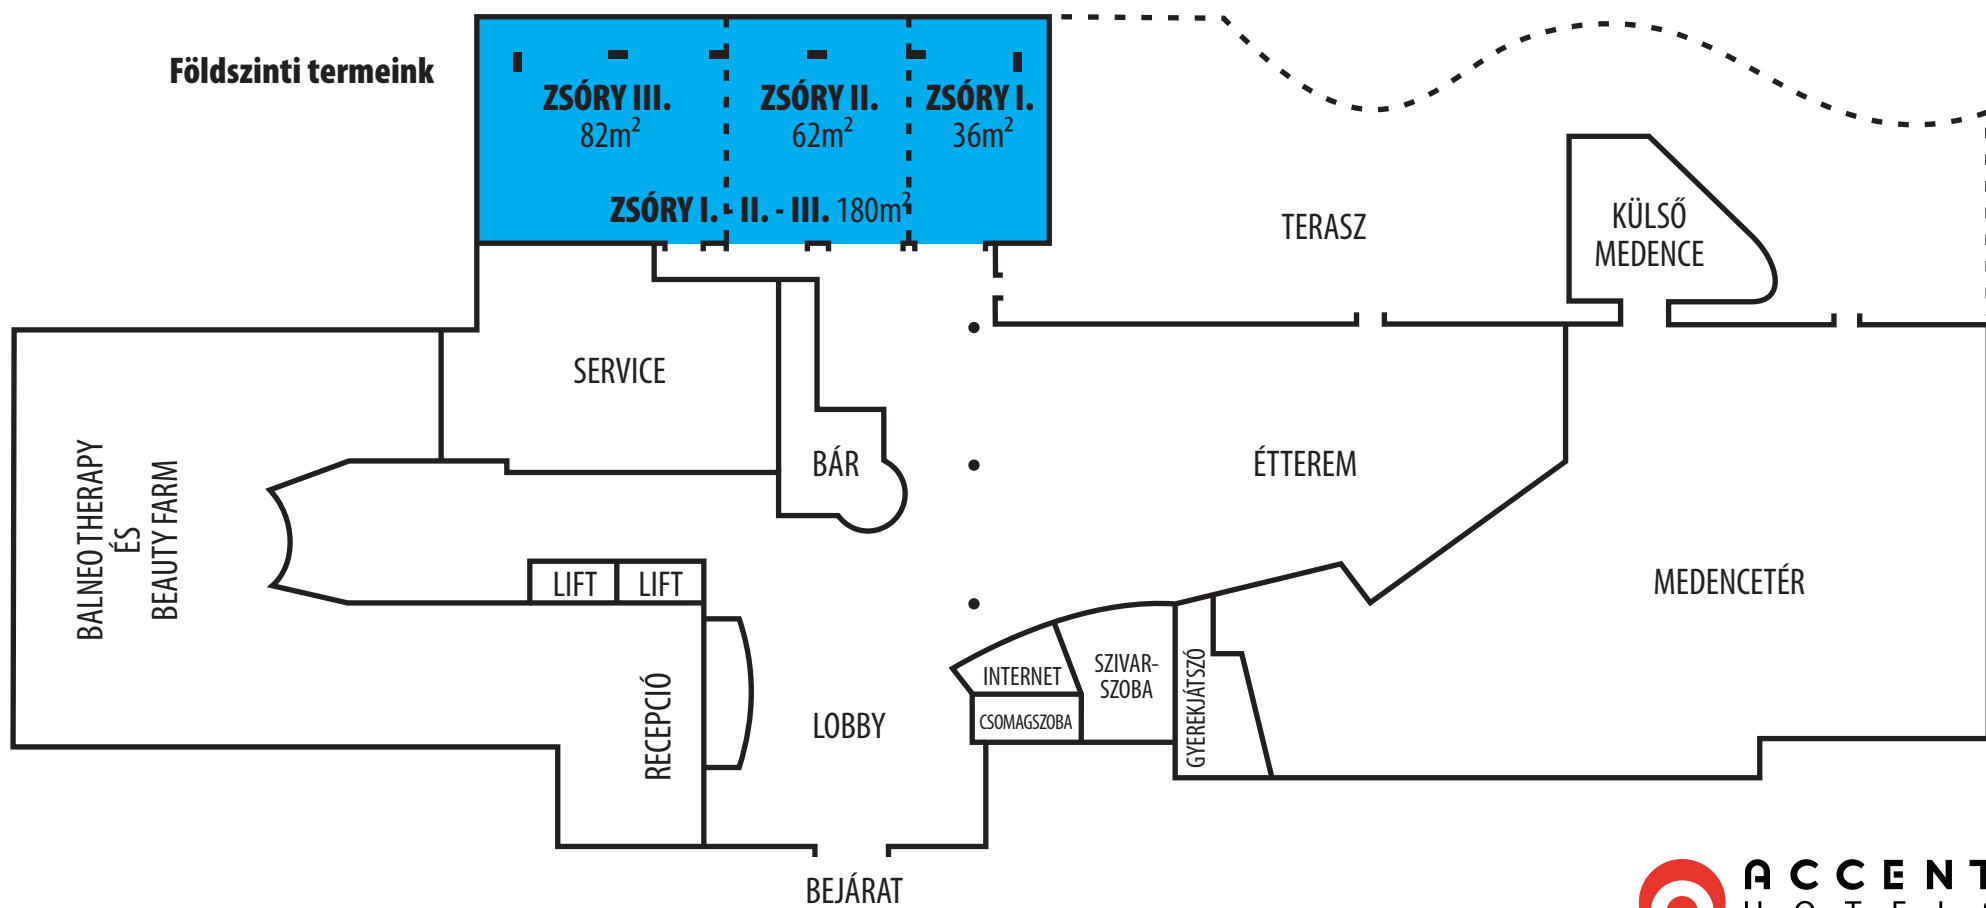 Földszinti termeink
ZSÓRY III.
82m²
ZSÓRY II.
62m²
ZSÓRY I.
36m²
ZSÓRY I. - II. - III. 180m²
TERASZ
KÜLSŐ
MEDENCE
SERVICE
BÁR
ÉTTEREM
BALNEO THERAPY
ÉS
BEAUTY FARM
LIFT
LIFT
MEDENCETÉR
INTERNET
SZIVAR-
SZOBA
CSOMAGSZOBA
GYEREKJÁTSZÓ
RECEPCIÓ
LOBBY
BEJÁRAT
ACCENT